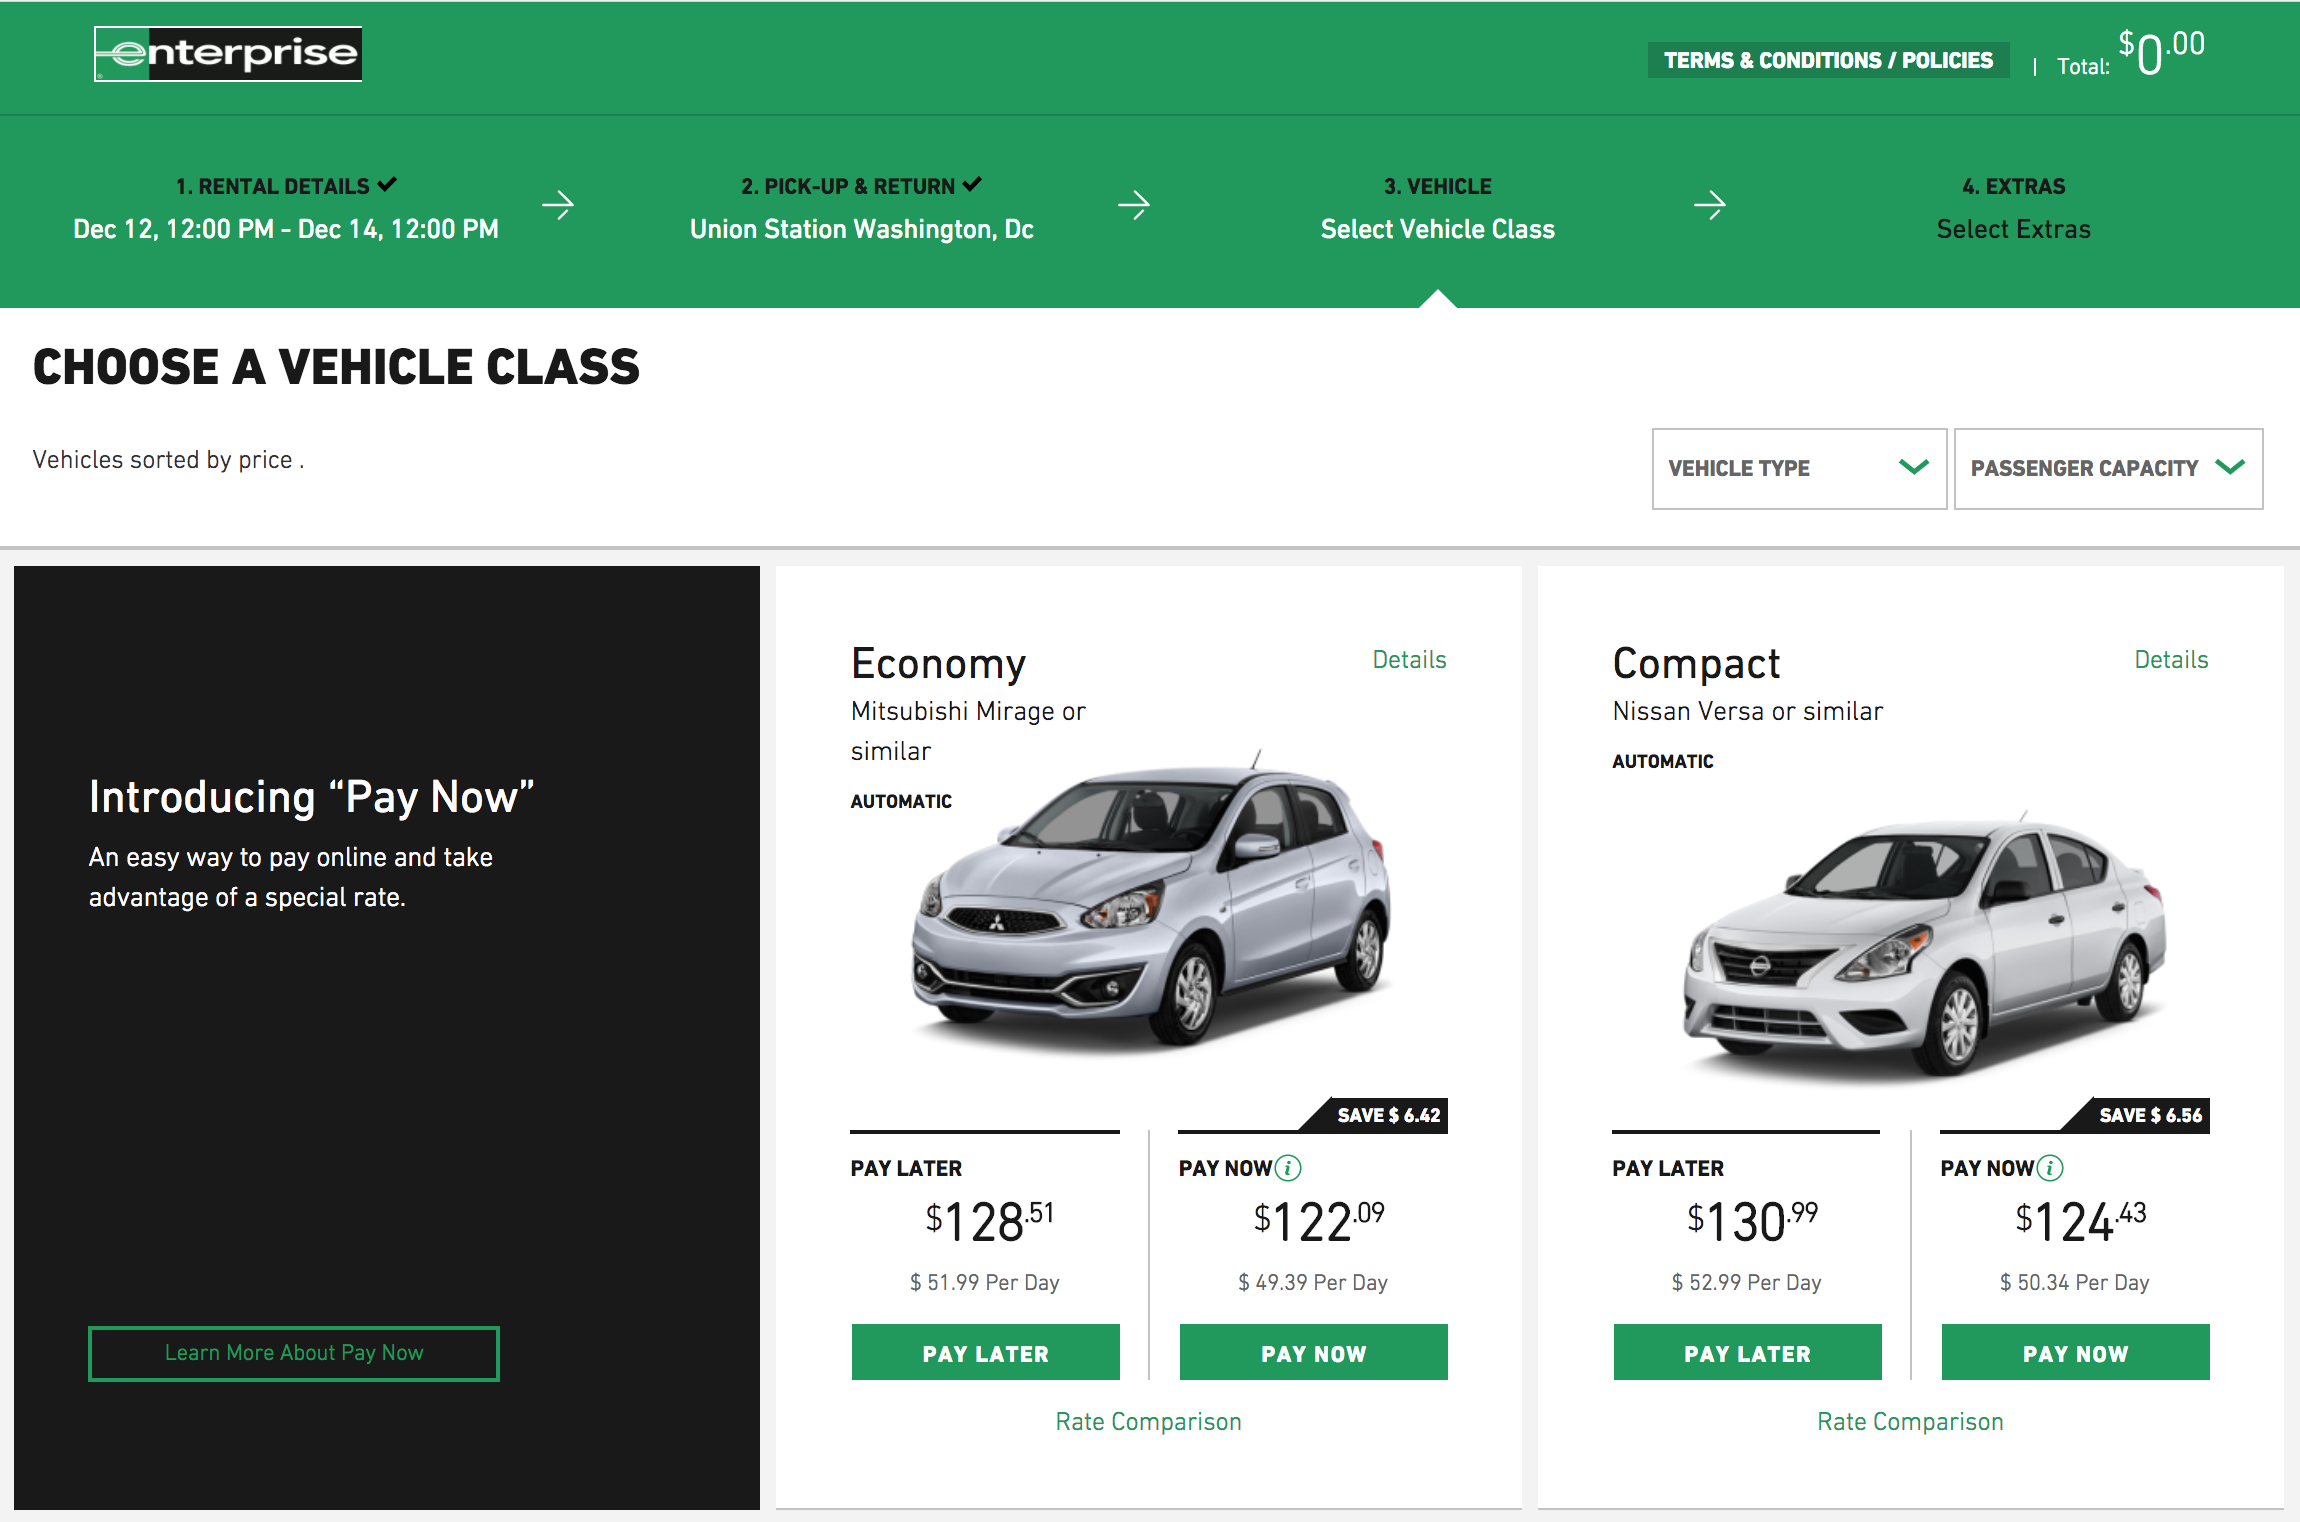 enterprise
TERMS & CONDITIONS / POLICIES | Total: $0.00
1. RENTAL DETAILS
Dec 12, 12:00 PM - Dec 14, 12:00 PM
2. PICK-UP & RETURN
Union Station Washington, Dc
3. VEHICLE
Select Vehicle Class
4. EXTRAS
Select Extras
CHOOSE A VEHICLE CLASS
Vehicles sorted by price .
VEHICLE TYPE
PASSENGER CAPACITY
Introducing “Pay Now”
An easy way to pay online and take
advantage of a special rate.
Learn More About Pay Now
Economy
Details
Mitsubishi Mirage or
similar
AUTOMATIC
SAVE $ 6.42
PAY LATER
$128.51
$ 51.99 Per Day
PAY LATER
PAY NOW i
$122.09
$ 49.39 Per Day
PAY NOW
Rate Comparison
Compact
Details
Nissan Versa or similar
AUTOMATIC
SAVE $ 6.56
PAY LATER
$130.99
$ 52.99 Per Day
PAY LATER
PAY NOW i
$124.43
$ 50.34 Per Day
PAY NOW
Rate Comparison